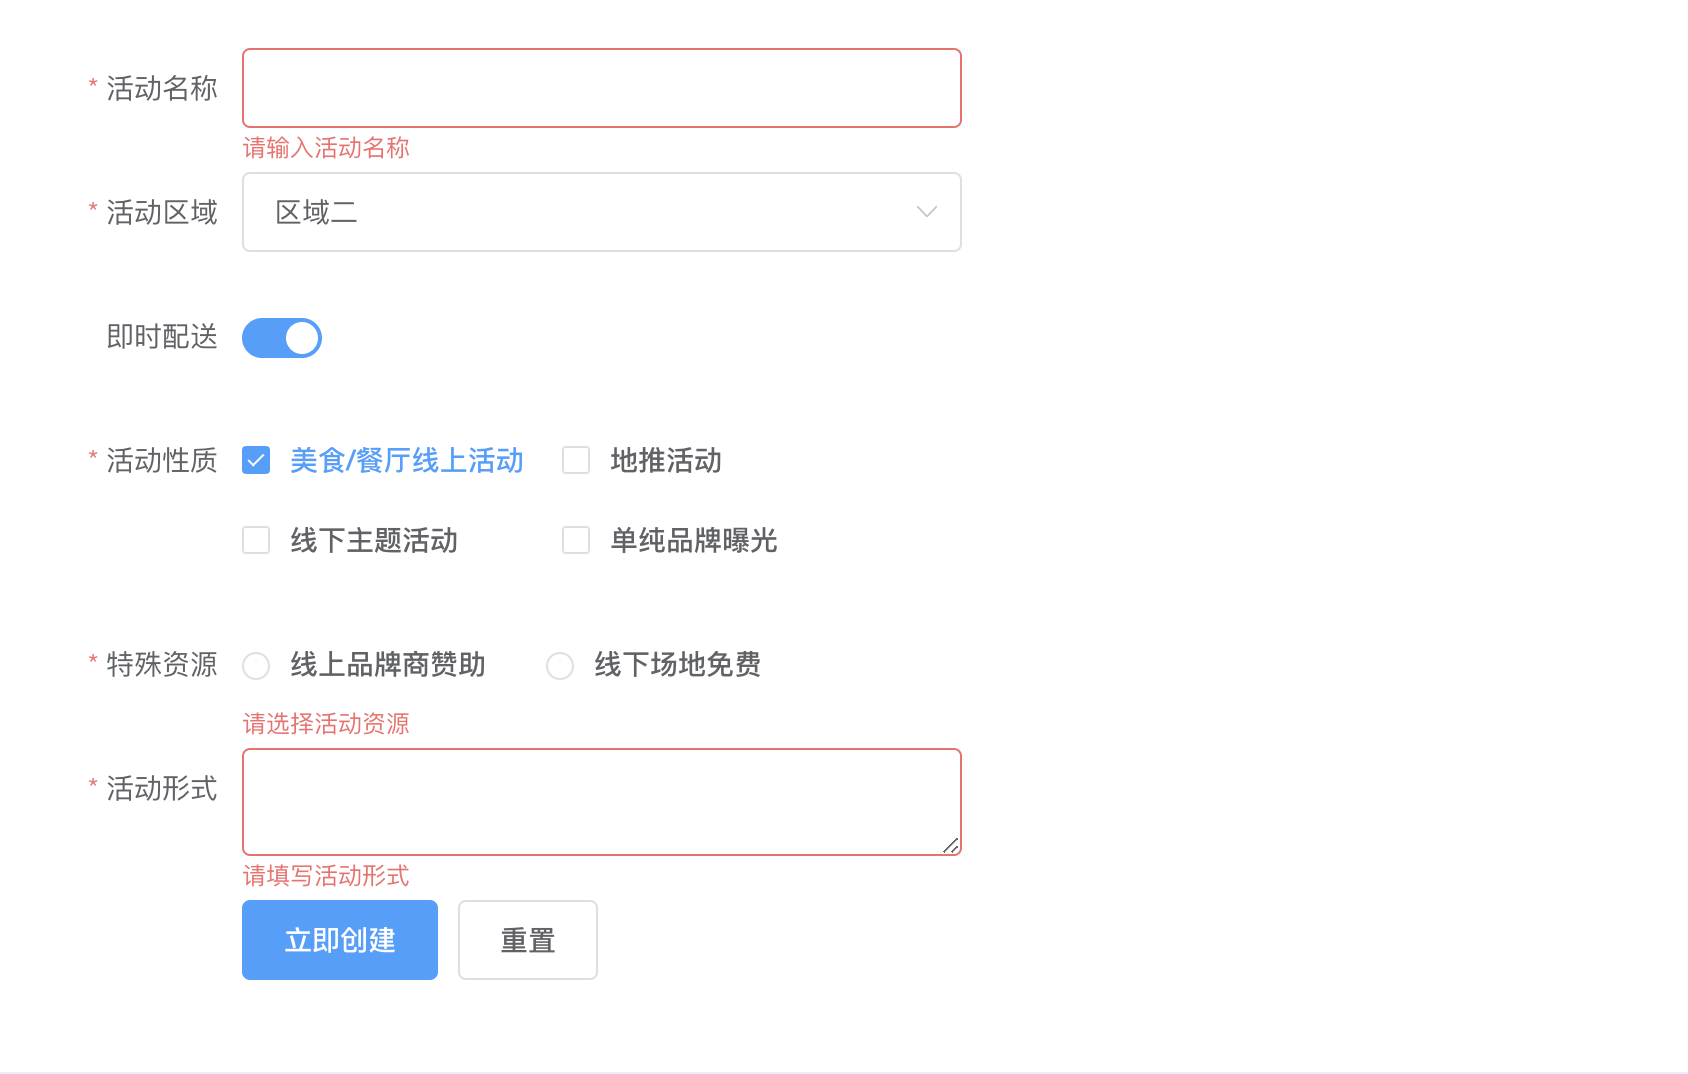 * 活动名称
请输入活动名称
* 活动区域 区域二
即时配送
* 活动性质 美食/餐厅线上活动 地推活动
线下主题活动 单纯品牌曝光
* 特殊资源 线上品牌商赞助 线下场地免费
请选择活动资源
* 活动形式
请填写活动形式
立即创建 重置